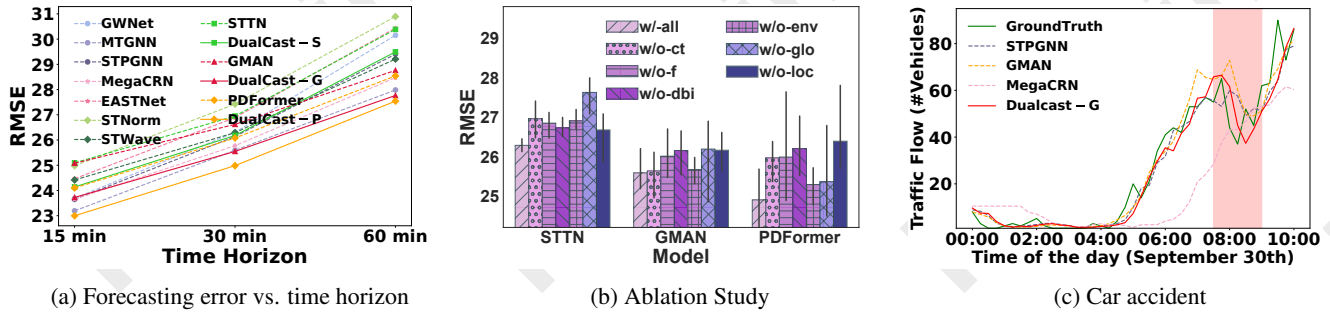 31
30
29
28
27
26
25
24
23
RMSE
GWNet
MTGNN
STPGNN
MegaCRN
EASTNet
STNorm
STWave
STTN
DualCast − S
GMAN
DualCast − G
PDFormer
DualCast − P
15 min
30 min
60 min
Time Horizon
(a) Forecasting error vs. time horizon
29
28
27
26
25
RMSE
w/-all
w/o-ct
w/o-f
w/o-dbi
w/o-env
w/o-glo
w/o-loc
STTN
GMAN
PDFormer
Model
(b) Ablation Study
80
60
40
20
Traffic Flow (#Vehicles)
GroundTruth
STPGNN
GMAN
MegaCRN
Dualcast − G
00:00
02:00
04:00
06:00
08:00
10:00
Time of the day (September 30th)
(c) Car accident